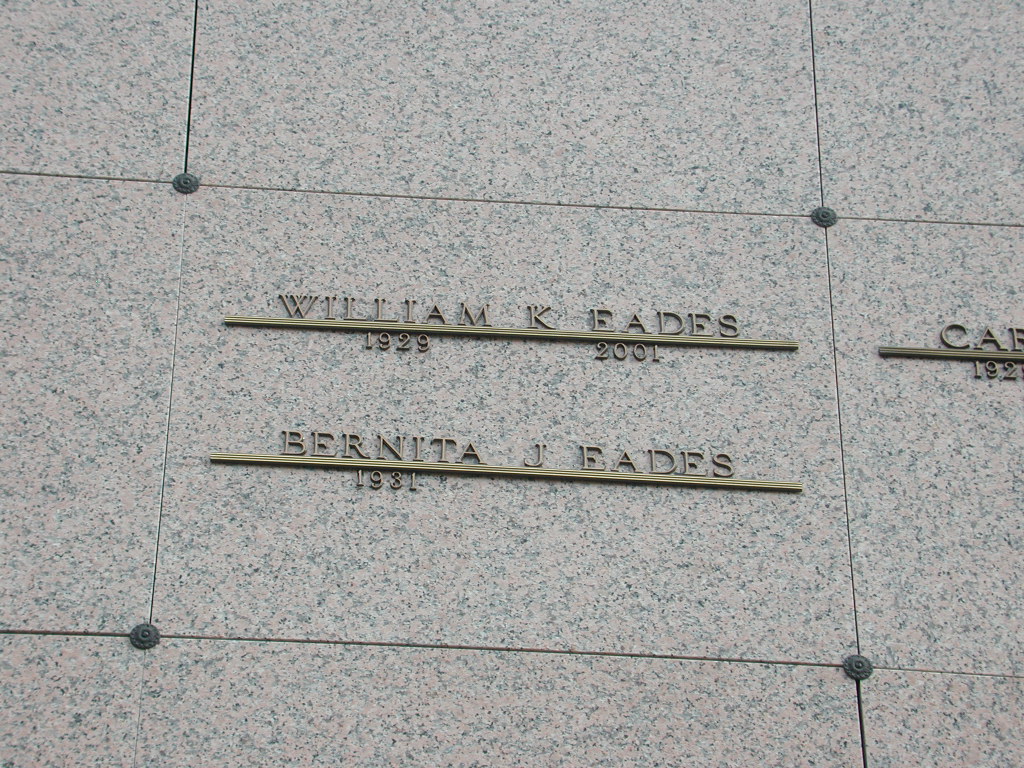 WILLIAM K EADES
1929 2001
BERNITA J EADES
1931